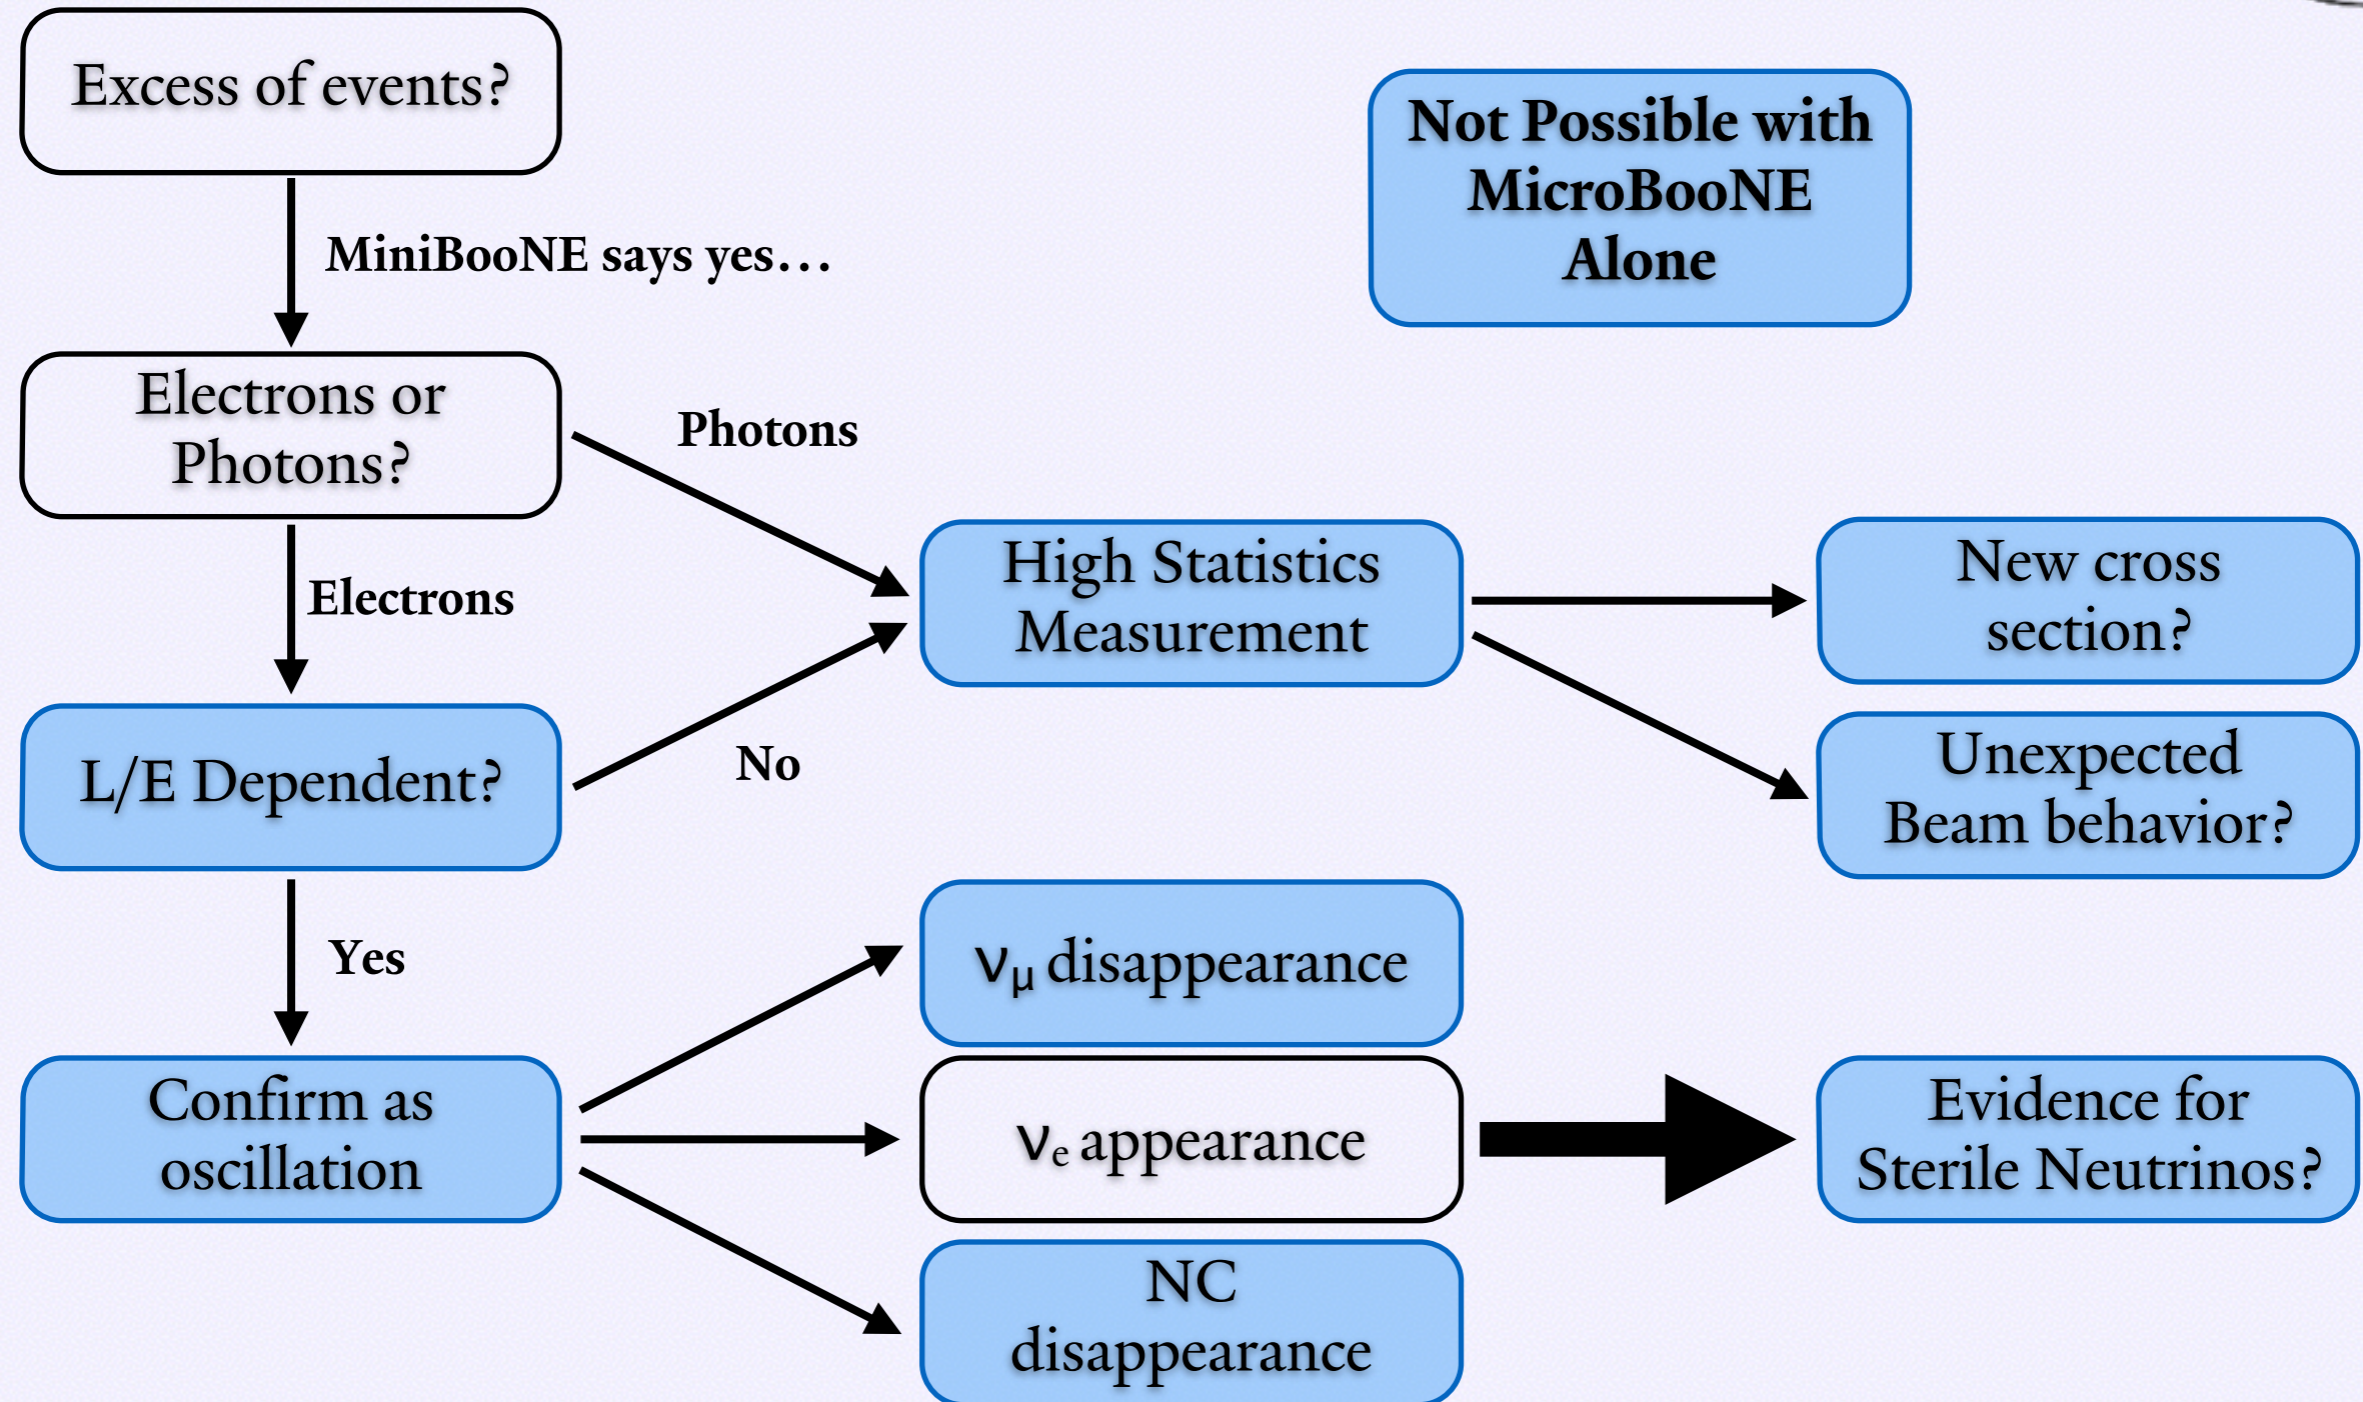 Excess of events?
Not Possible with
MicroBooNE
Alone
MiniBooNE says yes…
Electrons or
Photons?
Photons
High Statistics
Measurement
New cross
section?
Electrons
L/E Dependent?
No
Unexpected
Beam behavior?
Yes
νμ disappearance
Confirm as
oscillation
νe appearance
Evidence for
Sterile Neutrinos?
NC
disappearance